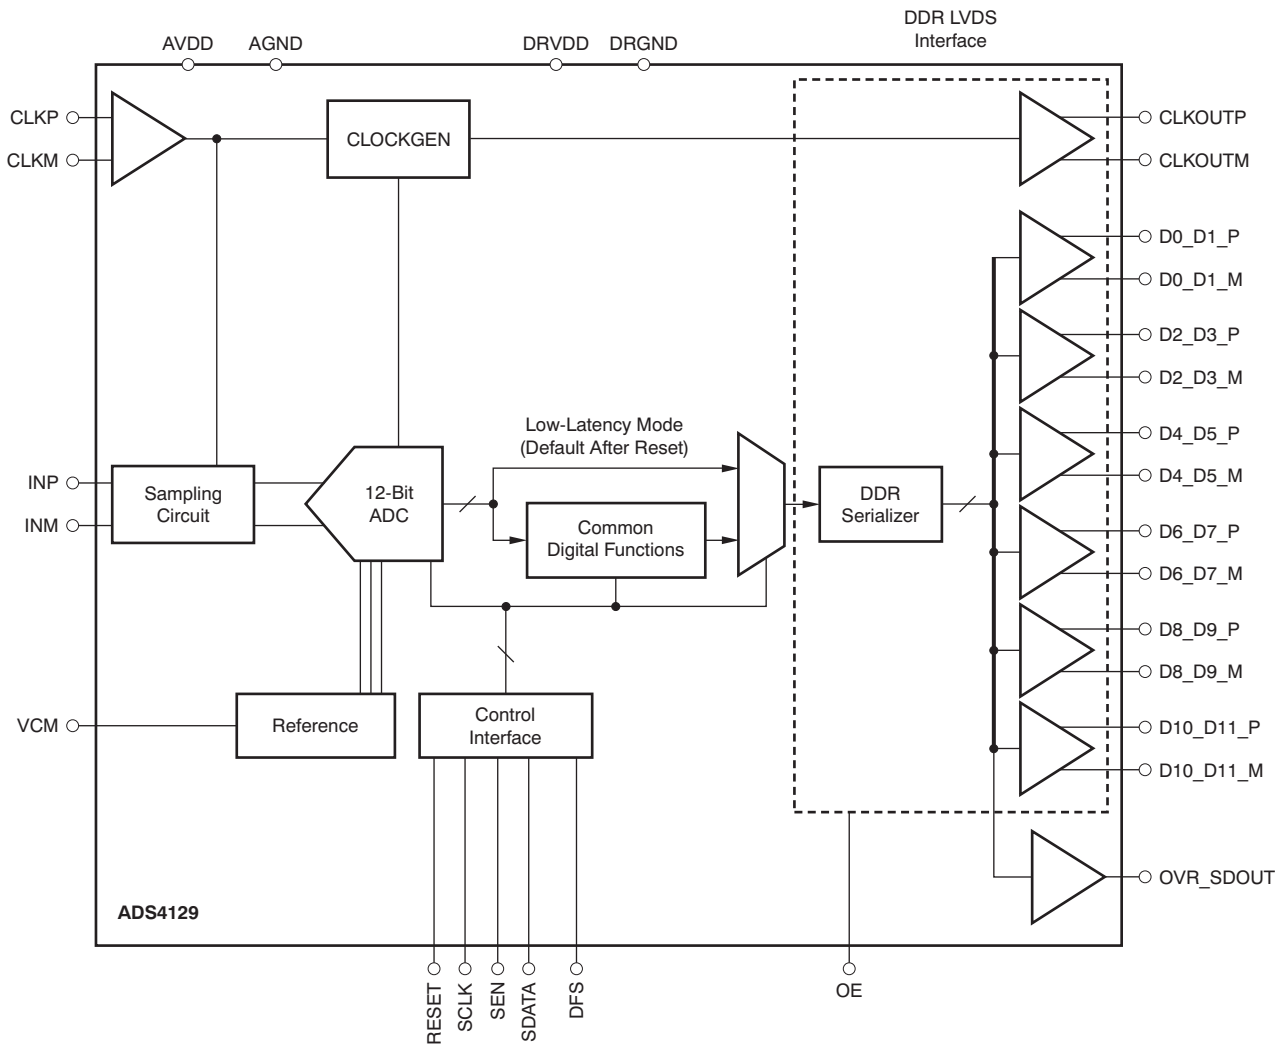 DDR LVDS
Interface
AVDD
AGND
DRVDD
DRGND
CLKP
CLKM
CLOCKGEN
CLKOUTP
CLKOUTM
D0_D1_P
D0_D1_M
D2_D3_P
D2_D3_M
Low-Latency Mode
(Default After Reset)
D4_D5_P
D4_D5_M
INP
INM
Sampling
Circuit
12-Bit
ADC
Common
Digital Functions
DDR
Serializer
D6_D7_P
D6_D7_M
D8_D9_P
D8_D9_M
VCM
Reference
Control
Interface
D10_D11_P
D10_D11_M
OVR_SDOUT
ADS4129
RESET
SCLK
SEN
SDATA
DFS
OE